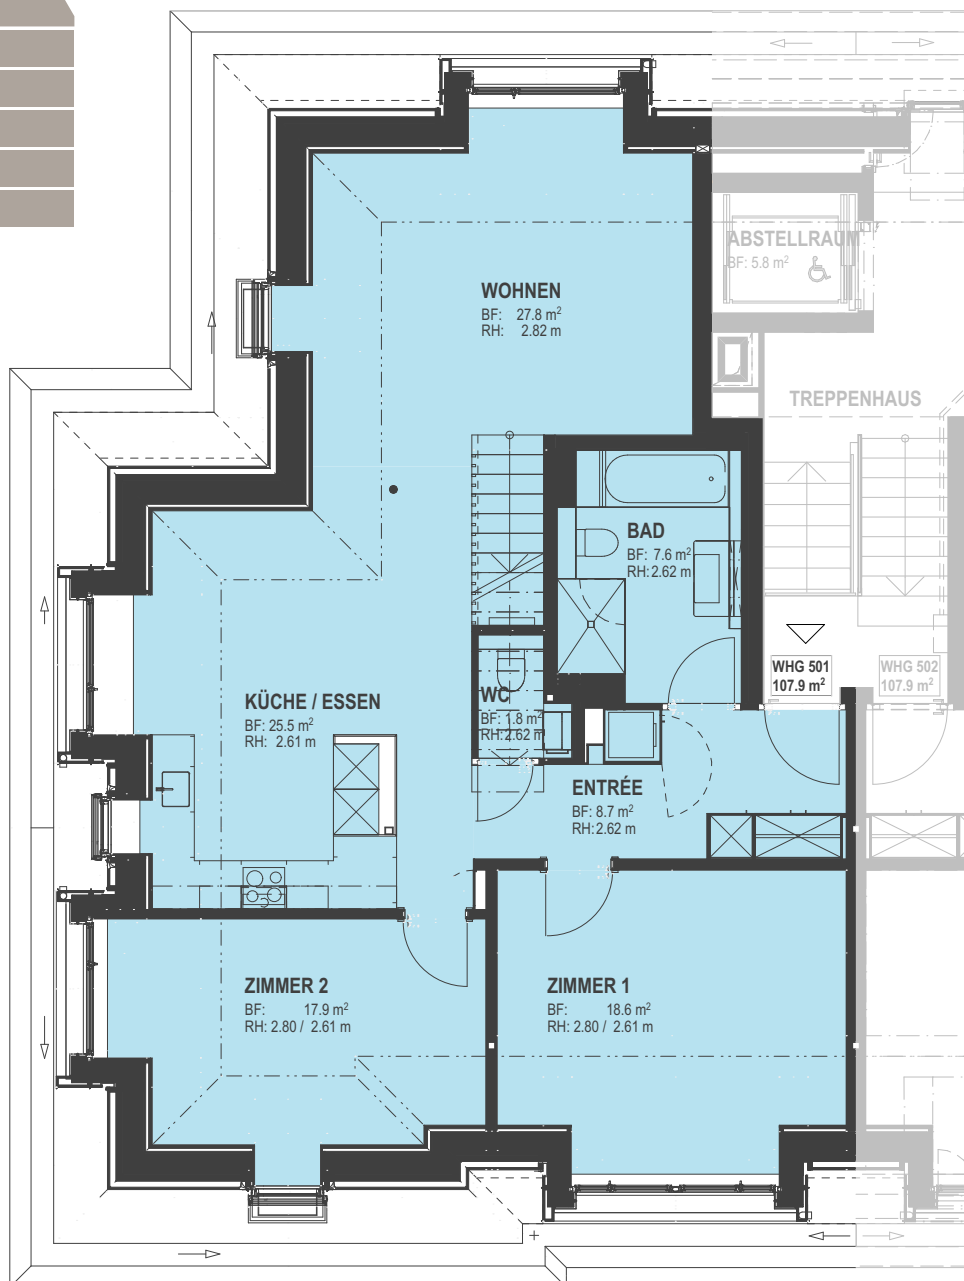 ABSTELLRAUM
BF: 5.8 m²
WOHNEN
BF: 27.8 m²
RH: 2.82 m
TREPPENHAUS
BAD
BF: 7.6 m²
RH: 2.62 m
WHG 501
107.9 m²
WHG 502
107.9 m²
KÜCHE / ESSEN
BF: 25.5 m²
RH: 2.61 m
WC
BF: 1.8 m²
RH: 2.62 m
ENTRÉE
BF: 8.7 m²
RH: 2.62 m
ZIMMER 2
BF: 17.9 m²
RH: 2.80 / 2.61 m
ZIMMER 1
BF: 18.6 m²
RH: 2.80 / 2.61 m